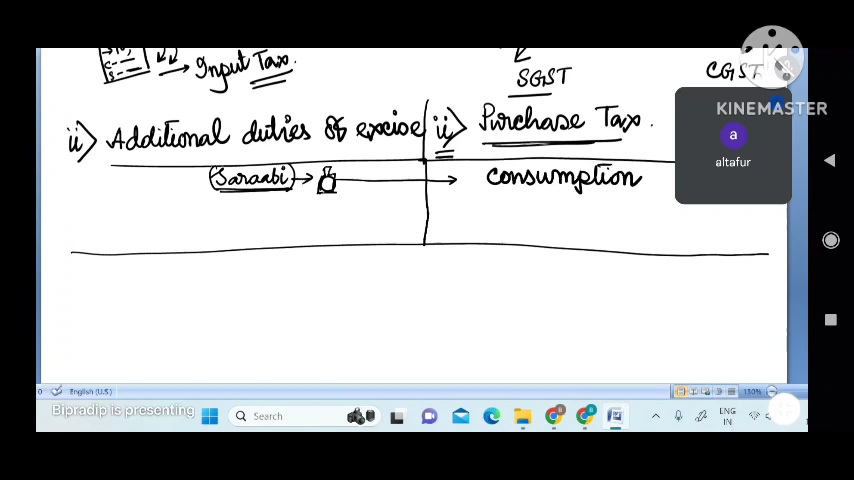 Input Tax.
SGST
CGST
KINEMASTER
ii> Additional duties of excise
ii> Purchase Tax.
a
altafur
Saraabi
consumption
English (U.S.)
130%
Bipradip is presenting
Search
ENG
IN